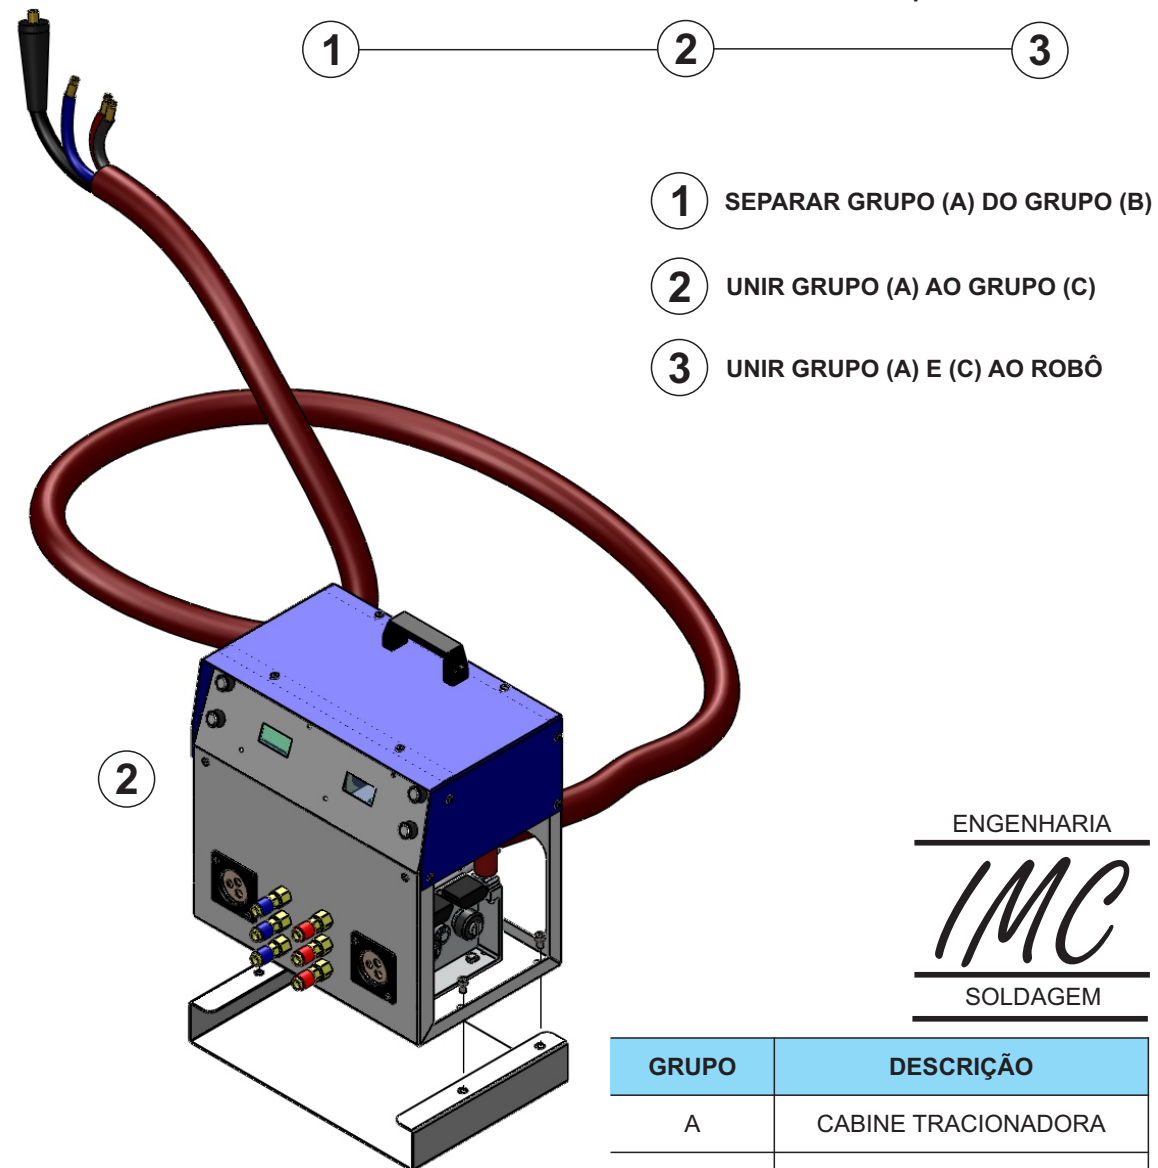 1 2 3
1 SEPARAR GRUPO (A) DO GRUPO (B)
2 UNIR GRUPO (A) AO GRUPO (C)
3 UNIR GRUPO (A) E (C) AO ROBÔ
2
ENGENHARIA
IMC
SOLDAGEM
GRUPO DESCRIÇÃO
A CABINE TRACIONADORA